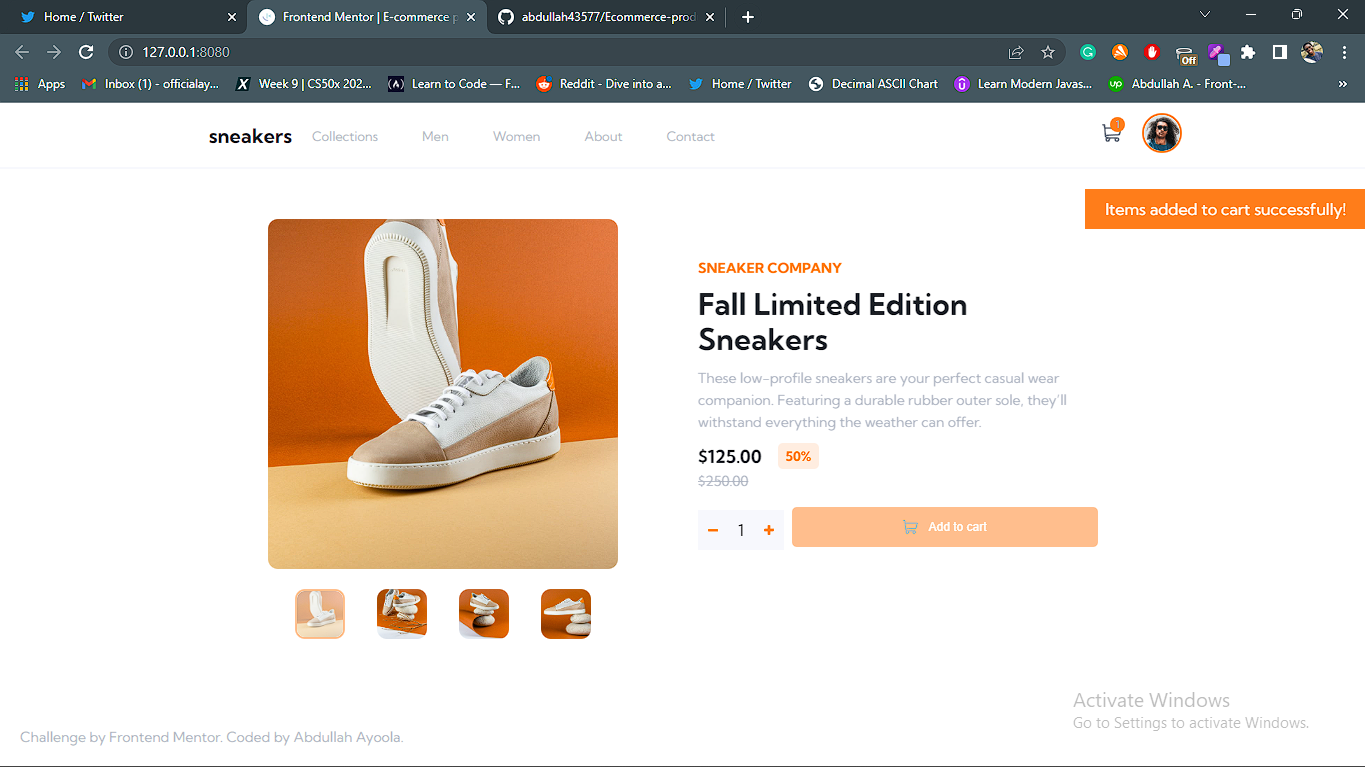 Home / Twitter
Frontend Mentor | E-commerce p
abdullah43577/Ecommerce-prod
127.0.0.1:8080
Off
Apps
Inbox (1) - officialay...
Week 9 | CS50x 202...
Learn to Code — F...
Reddit - Dive into a...
Home / Twitter
Decimal ASCII Chart
Learn Modern Javas...
Abdullah A. - Front-...
sneakers
Collections
Men
Women
About
Contact
Items added to cart successfully!
SNEAKER COMPANY
Fall Limited Edition
Sneakers
These low-profile sneakers are your perfect casual wear
companion. Featuring a durable rubber outer sole, they'll
withstand everything the weather can offer.
$125.00
50%
$250.00
1
Add to cart
Activate Windows
Go to Settings to activate Windows.
Challenge by Frontend Mentor. Coded by Abdullah Ayoola.